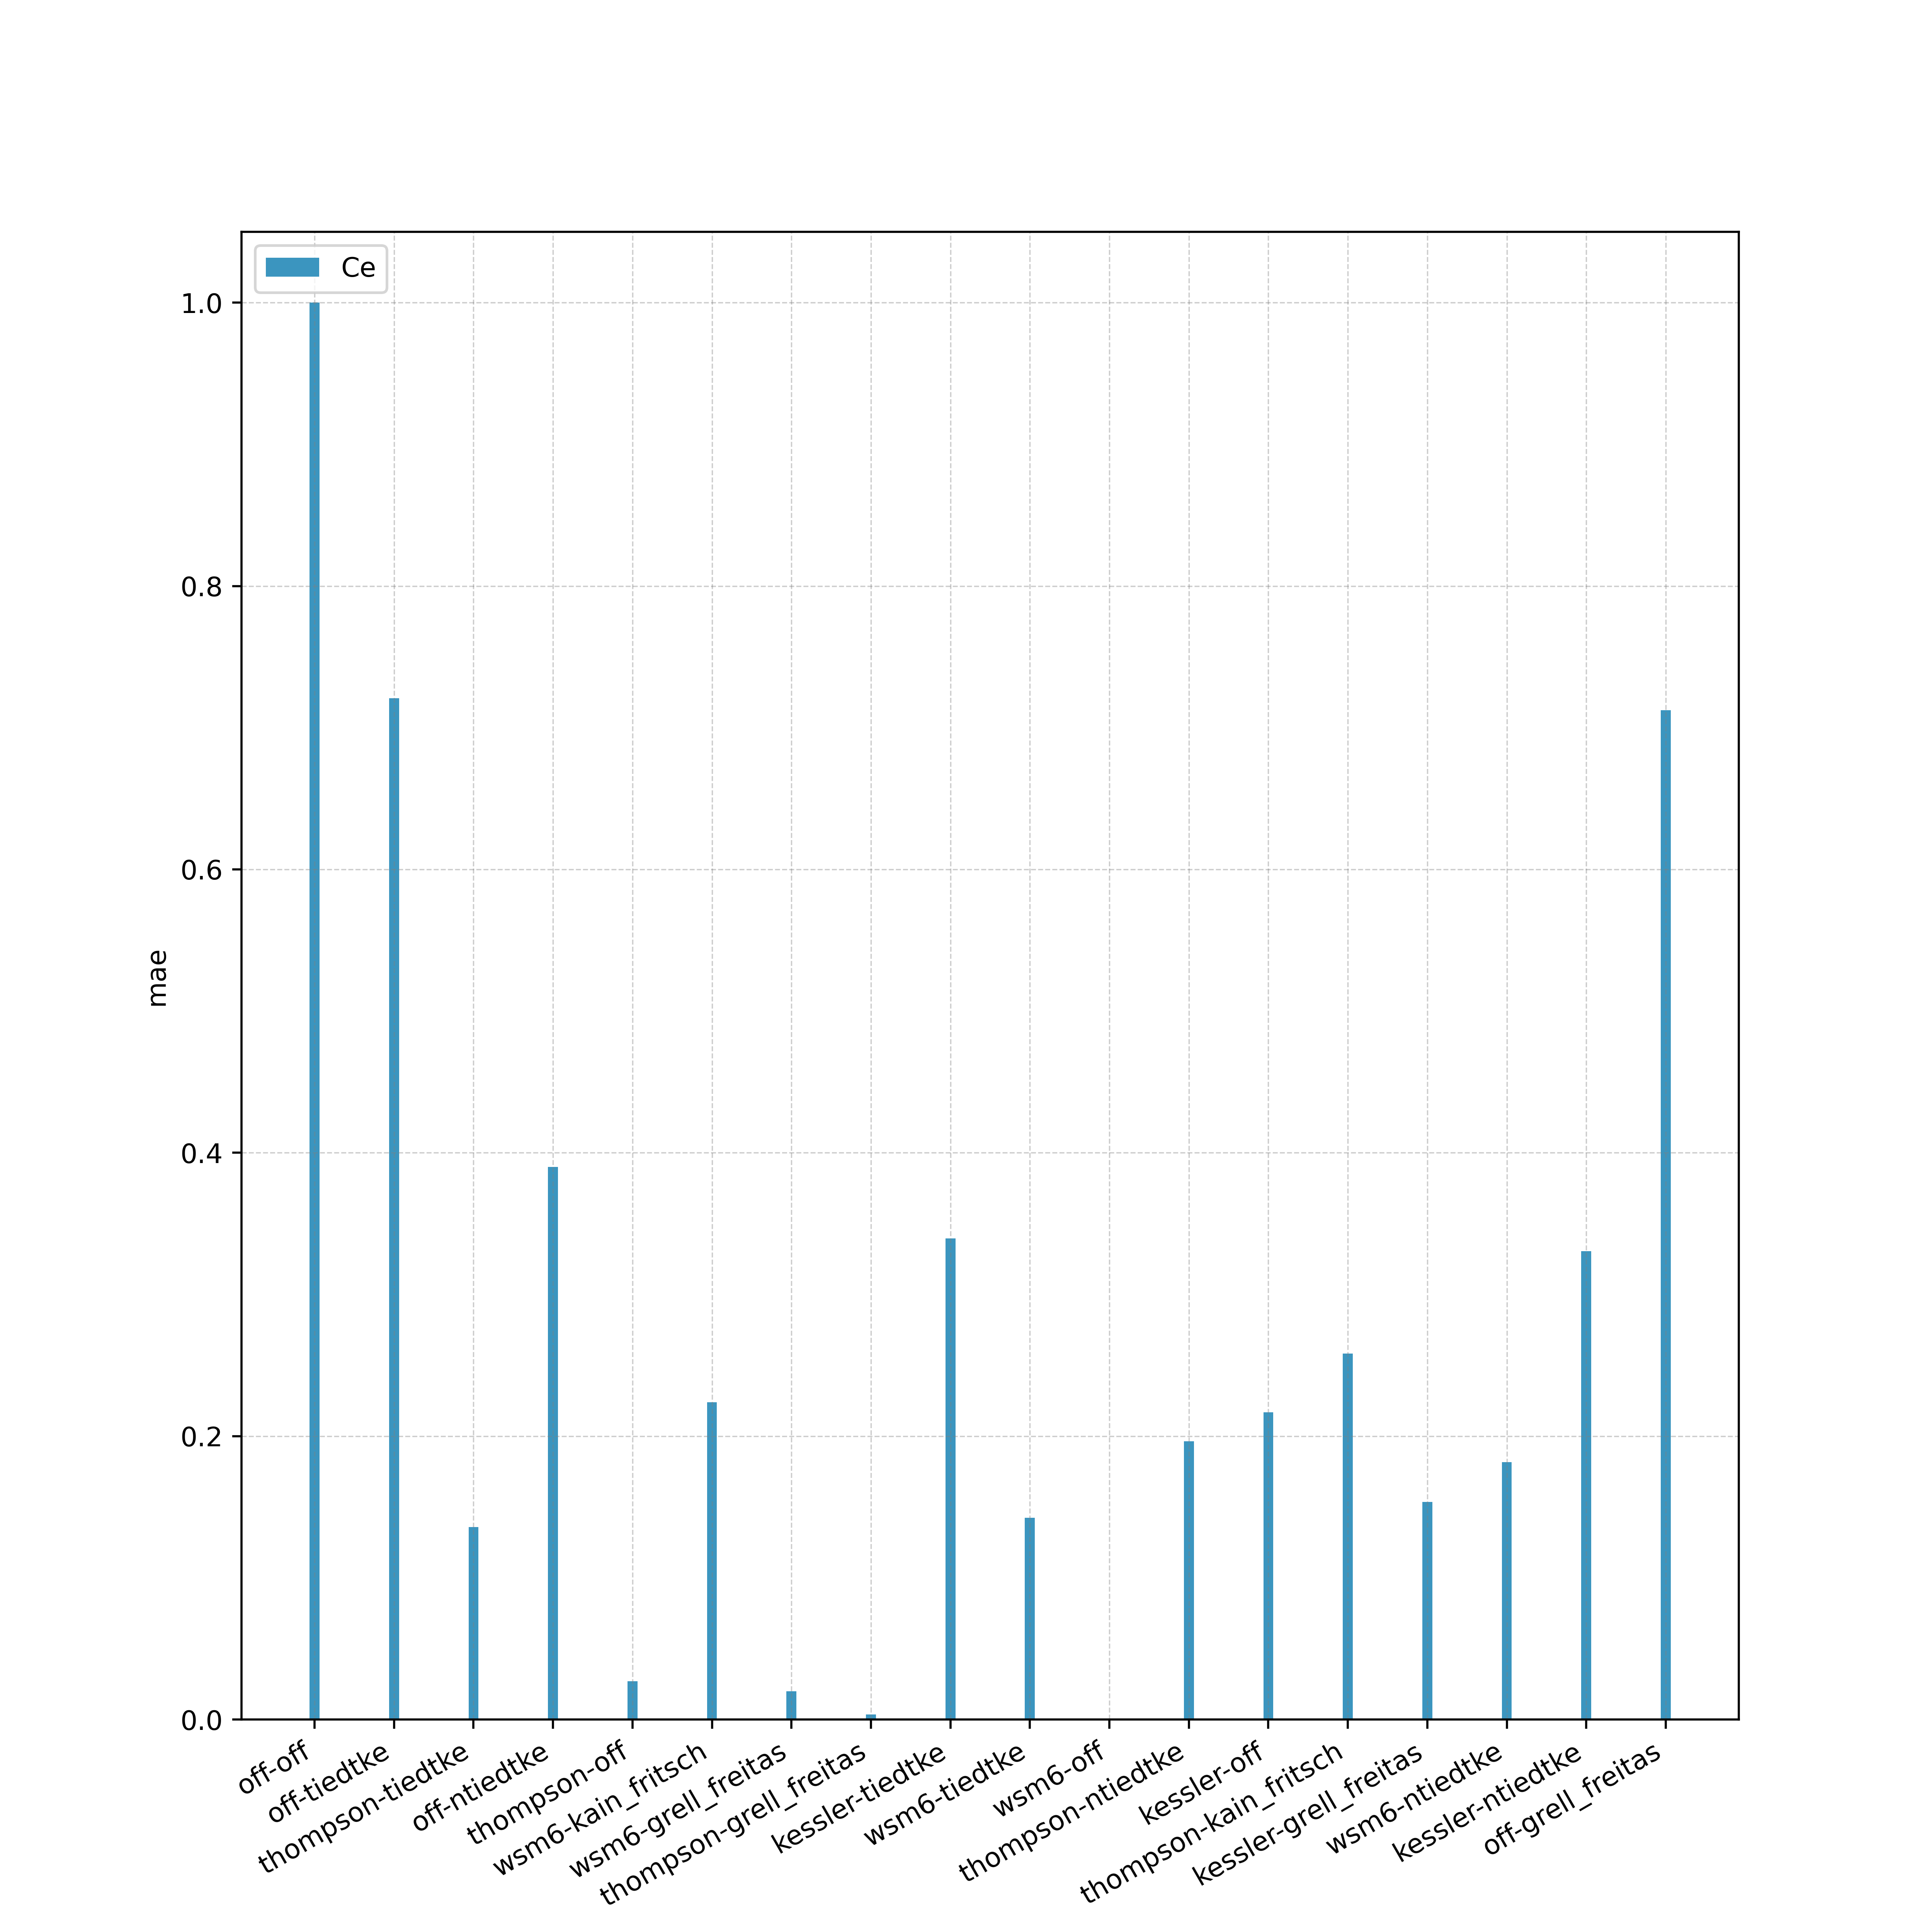 Ce
1.0
0.8
0.6
0.4
0.2
0.0
mae
off-off
off-tiedtke
thompson-tiedtke
off-ntiedtke
thompson-off
wsm6-kain_fritsch
wsm6-grell_freitas
thompson-grell_freitas
kessler-tiedtke
wsm6-tiedtke
wsm6-off
thompson-ntiedtke
kessler-off
thompson-kain_fritsch
kessler-grell_freitas
wsm6-ntiedtke
kessler-ntiedtke
off-grell_freitas